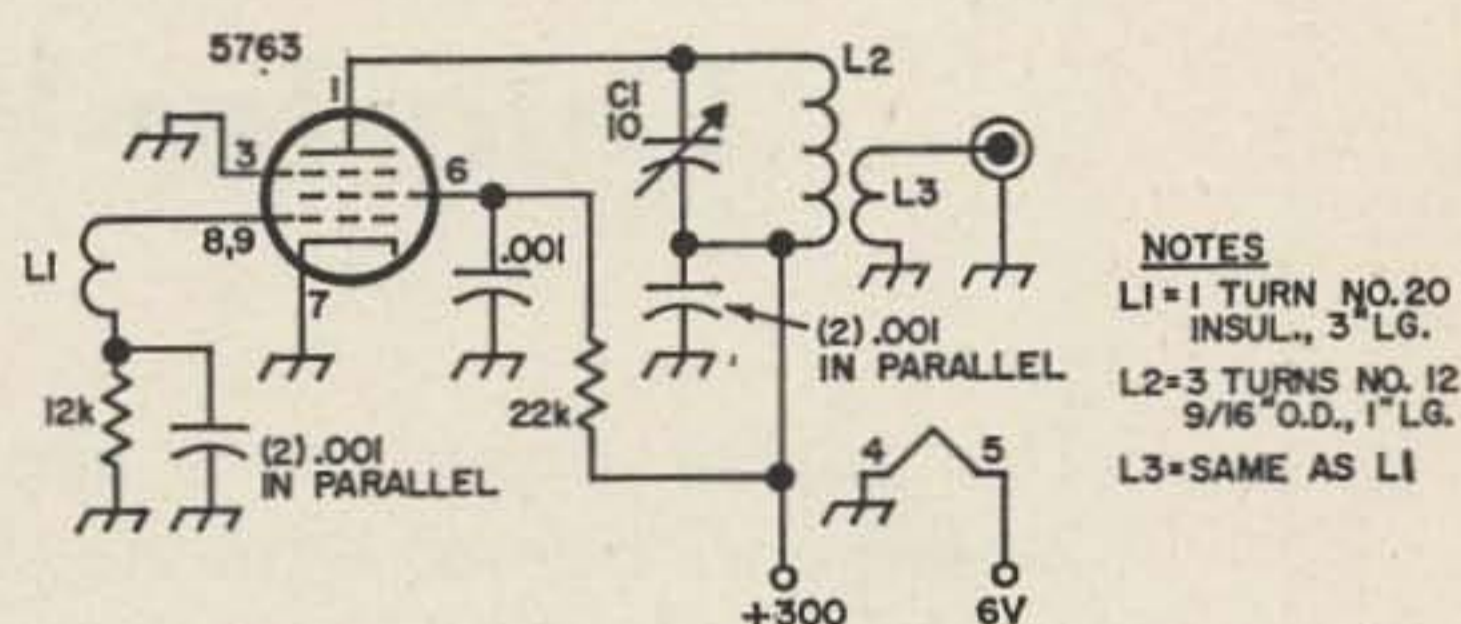 5763
1
L2
C1
10
3
6
L3
8,9
.001
L1
7
NOTES
L1 = 1 TURN NO. 20
INSUL., 3" LG.
(2) .001
IN PARALLEL
L2=3 TURNS NO. 12
9/16" O.D., 1" LG.
12k
22k
(2) .001
IN PARALLEL
4
5
L3=SAME AS L1
+300
6V